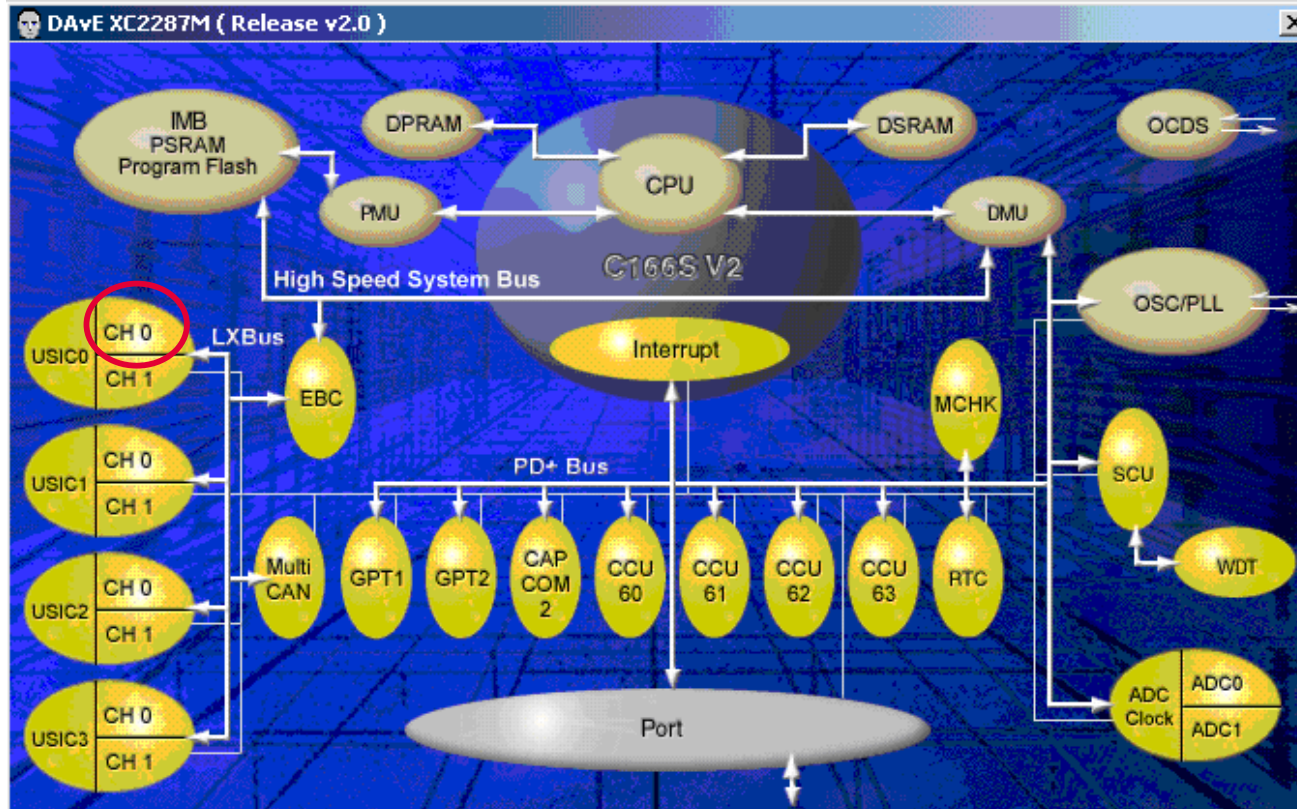 DAvE XC2287M ( Release v2.0 )
IMB
PSRAM
Program Flash
DPRAM
DSRAM
OCDS
CPU
PMU
DMU
C166S V2
High Speed System Bus
OSC/PLL
USIC0
CH 0
CH 1
LXBus
Interrupt
EBC
MCHK
USIC1
CH 0
CH 1
PD+ Bus
SCU
Multi
CAN
GPT1
GPT2
CAP
COM
2
CCU
60
CCU
61
CCU
62
CCU
63
RTC
WDT
USIC2
CH 0
CH 1
USIC3
CH 0
CH 1
Port
ADC
Clock
ADC0
ADC1